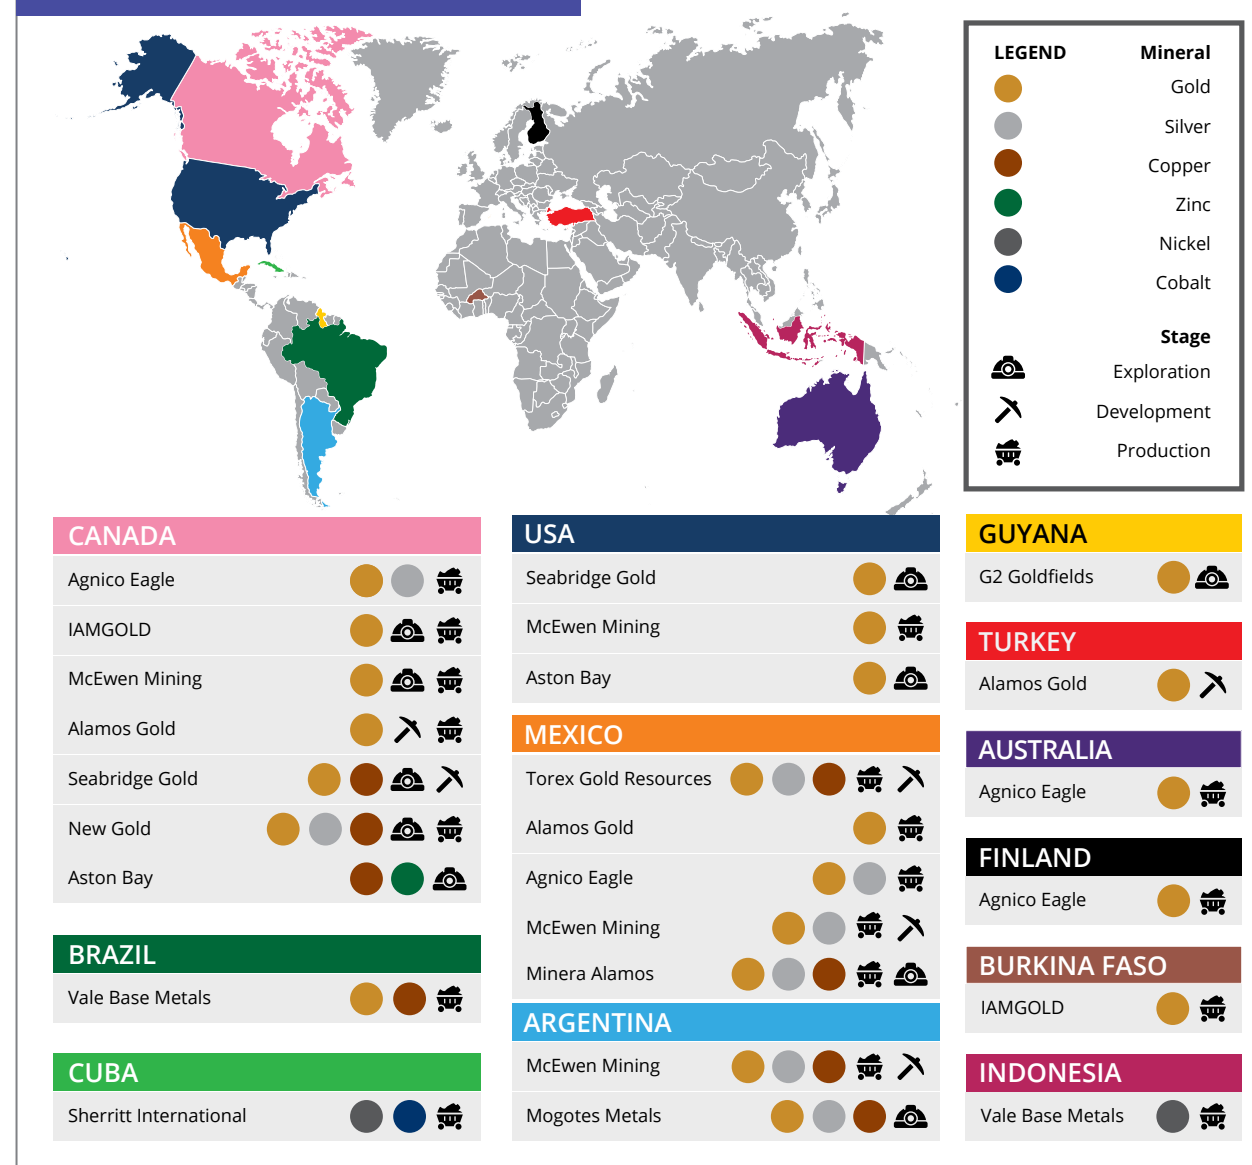 LEGEND Mineral
Gold
Silver
Copper
Zinc
Nickel
Cobalt
Stage
Exploration
Development
Production
CANADA
Agnico Eagle
IAMGOLD
McEwen Mining
Alamos Gold
Seabridge Gold
New Gold
Aston Bay
BRAZIL
Vale Base Metals
CUBA
Sherritt International
USA
Seabridge Gold
McEwen Mining
Aston Bay
MEXICO
Torex Gold Resources
Alamos Gold
Agnico Eagle
McEwen Mining
Minera Alamos
ARGENTINA
McEwen Mining
Mogotes Metals
GUYANA
G2 Goldfields
TURKEY
Alamos Gold
AUSTRALIA
Agnico Eagle
FINLAND
Agnico Eagle
BURKINA FASO
IAMGOLD
INDONESIA
Vale Base Metals